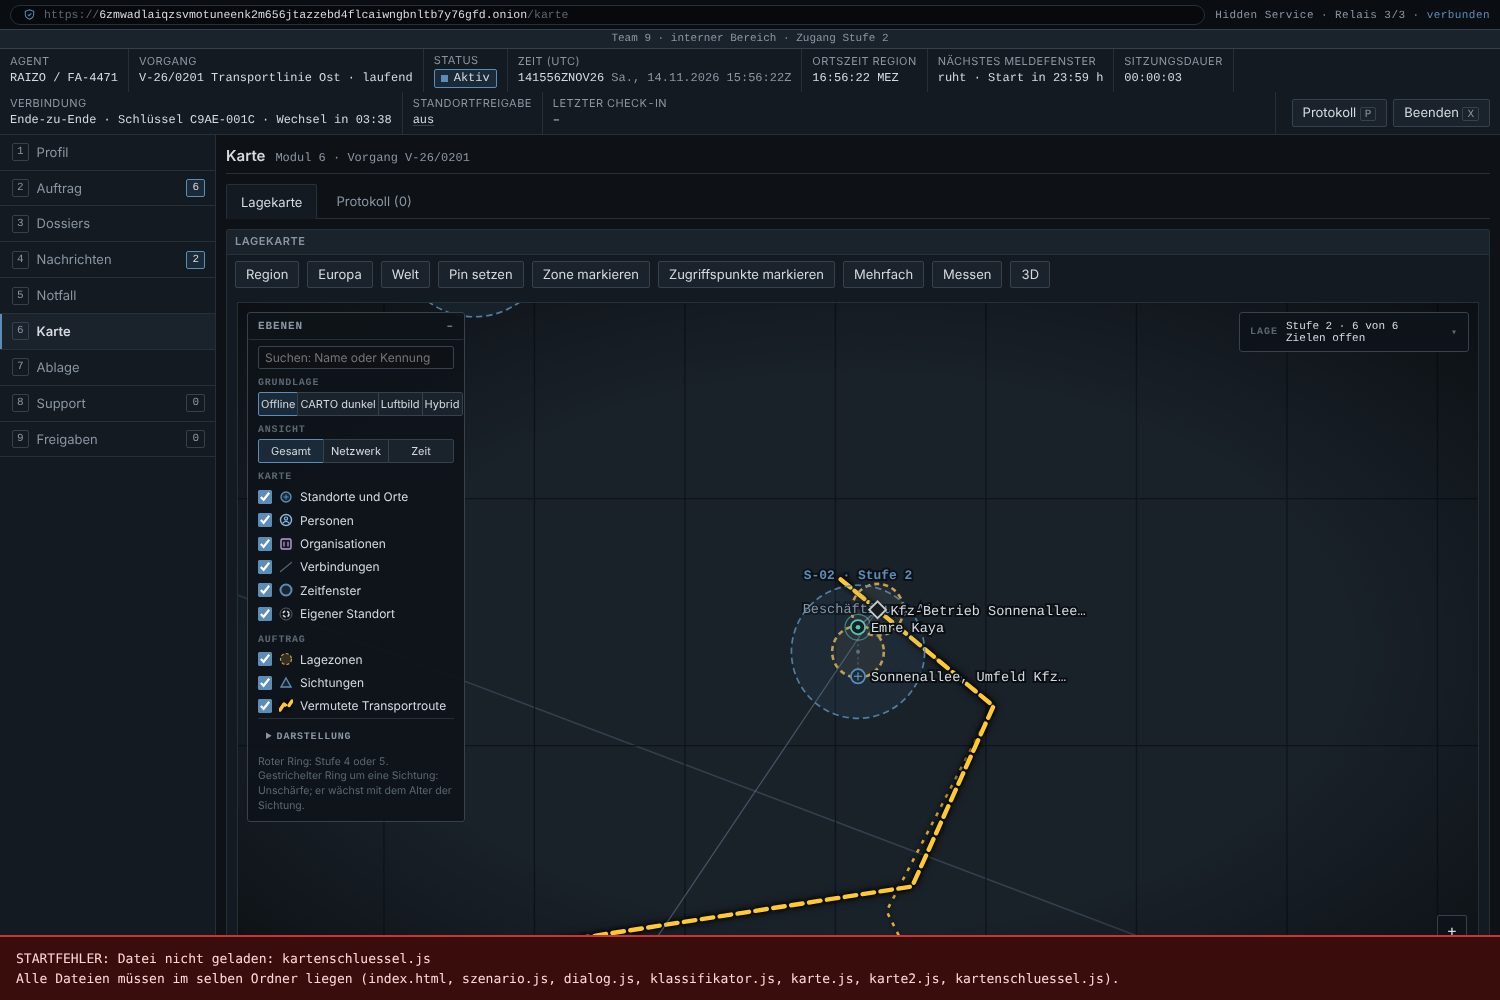 https://6zmwadlaiqzsvmotuneenk2m656jtazzebd4flcaiwngbnltb7y76gfd.onion/karte
Hidden Service · Relais 3/3 · verbunden
Team 9 · interner Bereich · Zugang Stufe 2
AGENT
RAIZO / FA-4471
VORGANG
V-26/0201 Transportlinie Ost · laufend
STATUS
Aktiv
ZEIT (UTC)
141556ZNOV26 Sa., 14.11.2026 15:56:22Z
ORTSZEIT REGION
16:56:22 MEZ
NÄCHSTES MELDEFENSTER
ruht · Start in 23:59 h
SITZUNGSDAUER
00:00:03
VERBINDUNG
Ende-zu-Ende · Schlüssel C9AE-001C · Wechsel in 03:38
STANDORTFREIGABE
aus
LETZTER CHECK-IN
–
Protokoll P
Beenden X
1 Profil
2 Auftrag 6
3 Dossiers
4 Nachrichten 2
5 Notfall
6 Karte
7 Ablage
8 Support 0
9 Freigaben 0
Karte Modul 6 · Vorgang V-26/0201
Lagekarte Protokoll (0)
LAGEKARTE
Region Europa Welt Pin setzen Zone markieren Zugriffspunkte markieren Mehrfach Messen 3D
EBENEN –
Suchen: Name oder Kennung
GRUNDLAGE
Offline CARTO dunkel Luftbild Hybrid
ANSICHT
Gesamt Netzwerk Zeit
KARTE
Standorte und Orte
Personen
Organisationen
Verbindungen
Zeitfenster
Eigener Standort
AUFTRAG
Lagezonen
Sichtungen
Vermutete Transportroute
DARSTELLUNG
Roter Ring: Stufe 4 oder 5.
Gestrichelter Ring um eine Sichtung:
Unschärfe; er wächst mit dem Alter der
Sichtung.
LAGE Stufe 2 · 6 von 6
Zielen offen
S-02 · Stufe 2
Kfz-Betrieb Sonnenallee…
Emre Kaya
Sonnenallee, Umfeld Kfz…
+
STARTFEHLER: Datei nicht geladen: kartenschluessel.js
Alle Dateien müssen im selben Ordner liegen (index.html, szenario.js, dialog.js, klassifikator.js, karte.js, karte2.js, kartenschluessel.js).